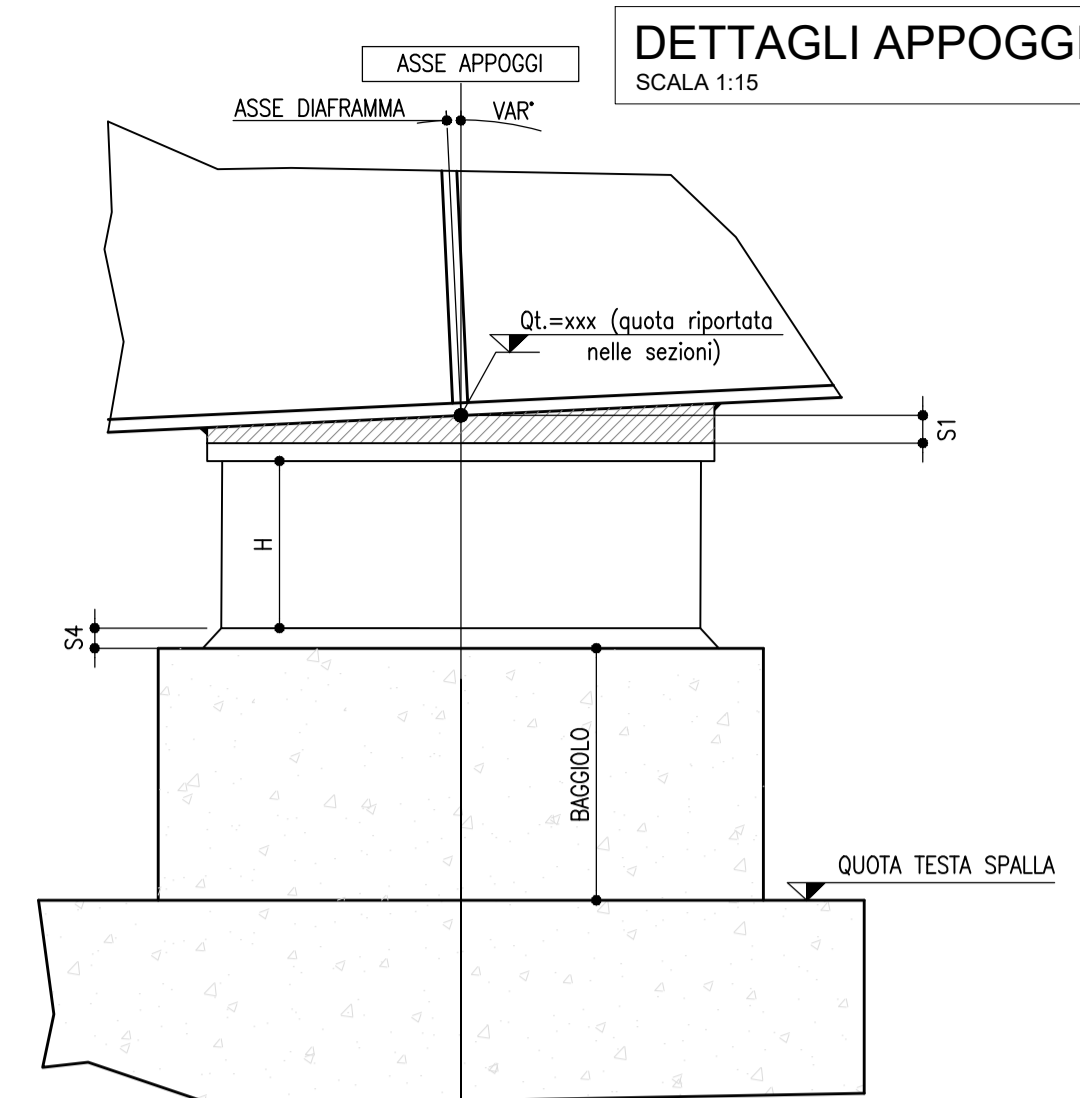 DETTAGLI APPOGGI
SCALA 1:15
ASSE APPOGGI
ASSE DIAFRAMMA
VAR°
Qt.=xxx (quota riportata
nelle sezioni)
S1
H
S4
BAGGIOLO
QUOTA TESTA SPALLA